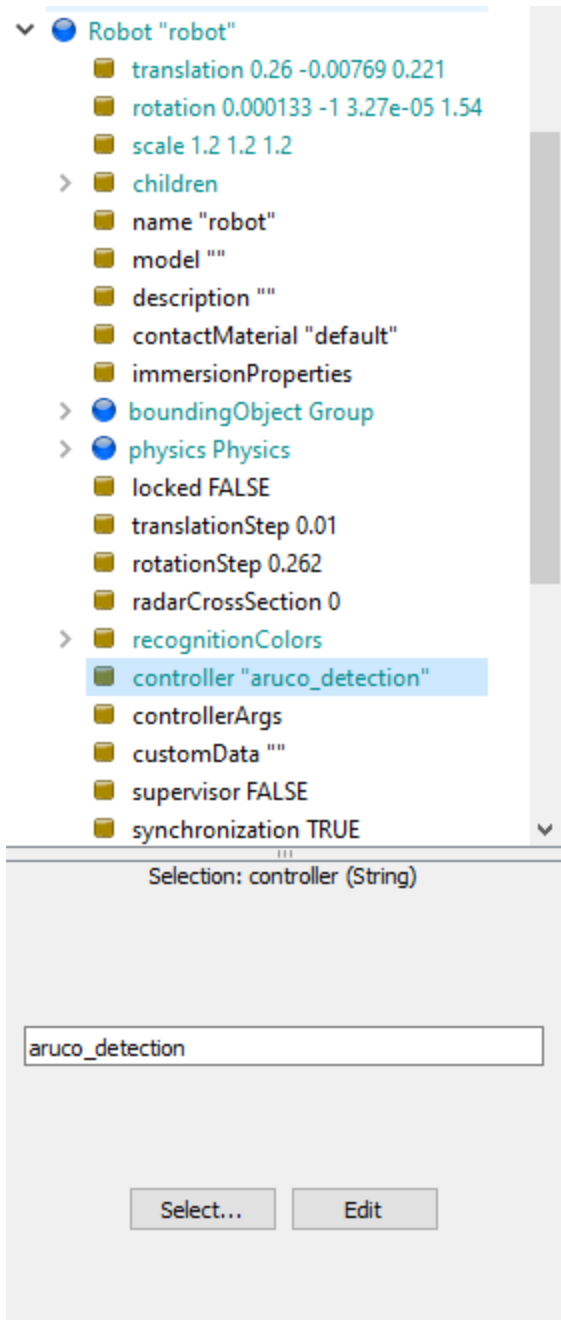 Robot "robot"
translation 0.26 -0.00769 0.221
rotation 0.000133 -1 3.27e-05 1.54
scale 1.2 1.2 1.2
children
name "robot"
model ""
description ""
contactMaterial "default"
immersionProperties
boundingObject Group
physics Physics
locked FALSE
translationStep 0.01
rotationStep 0.262
radarCrossSection 0
recognitionColors
controller "aruco_detection"
controllerArgs
customData ""
supervisor FALSE
synchronization TRUE
Selection: controller (String)
aruco_detection
Select... Edit